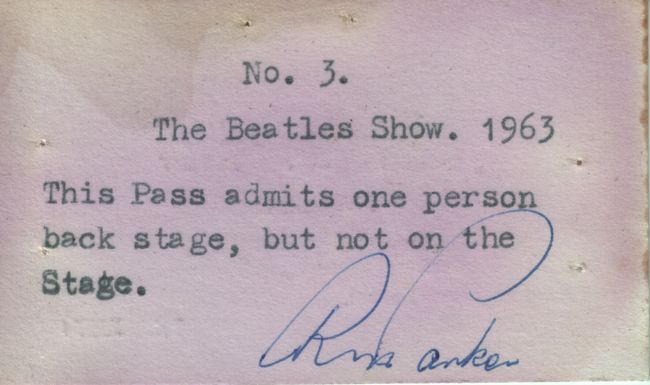 No. 3.
The Beatles Show. 1963
This Pass admits one person
back stage, but not on the
Stage.